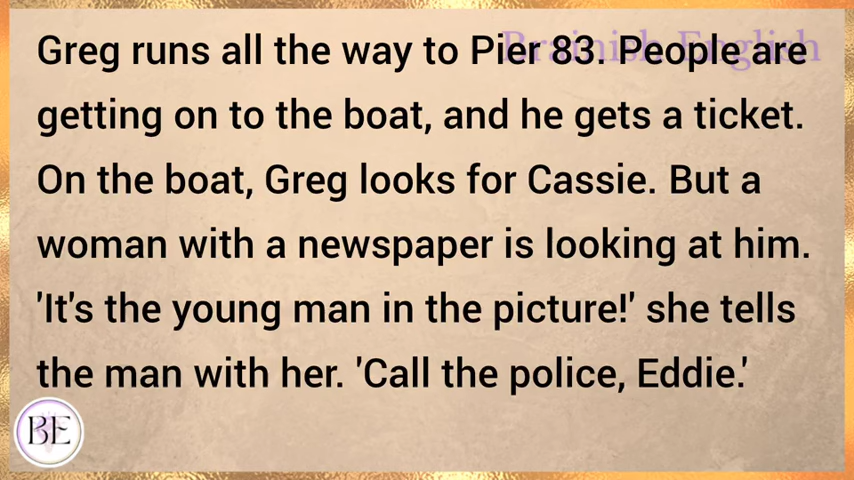 Brainish English
Greg runs all the way to Pier 83. People are
getting on to the boat, and he gets a ticket.
On the boat, Greg looks for Cassie. But a
woman with a newspaper is looking at him.
'It's the young man in the picture!' she tells
the man with her. 'Call the police, Eddie.'
BE